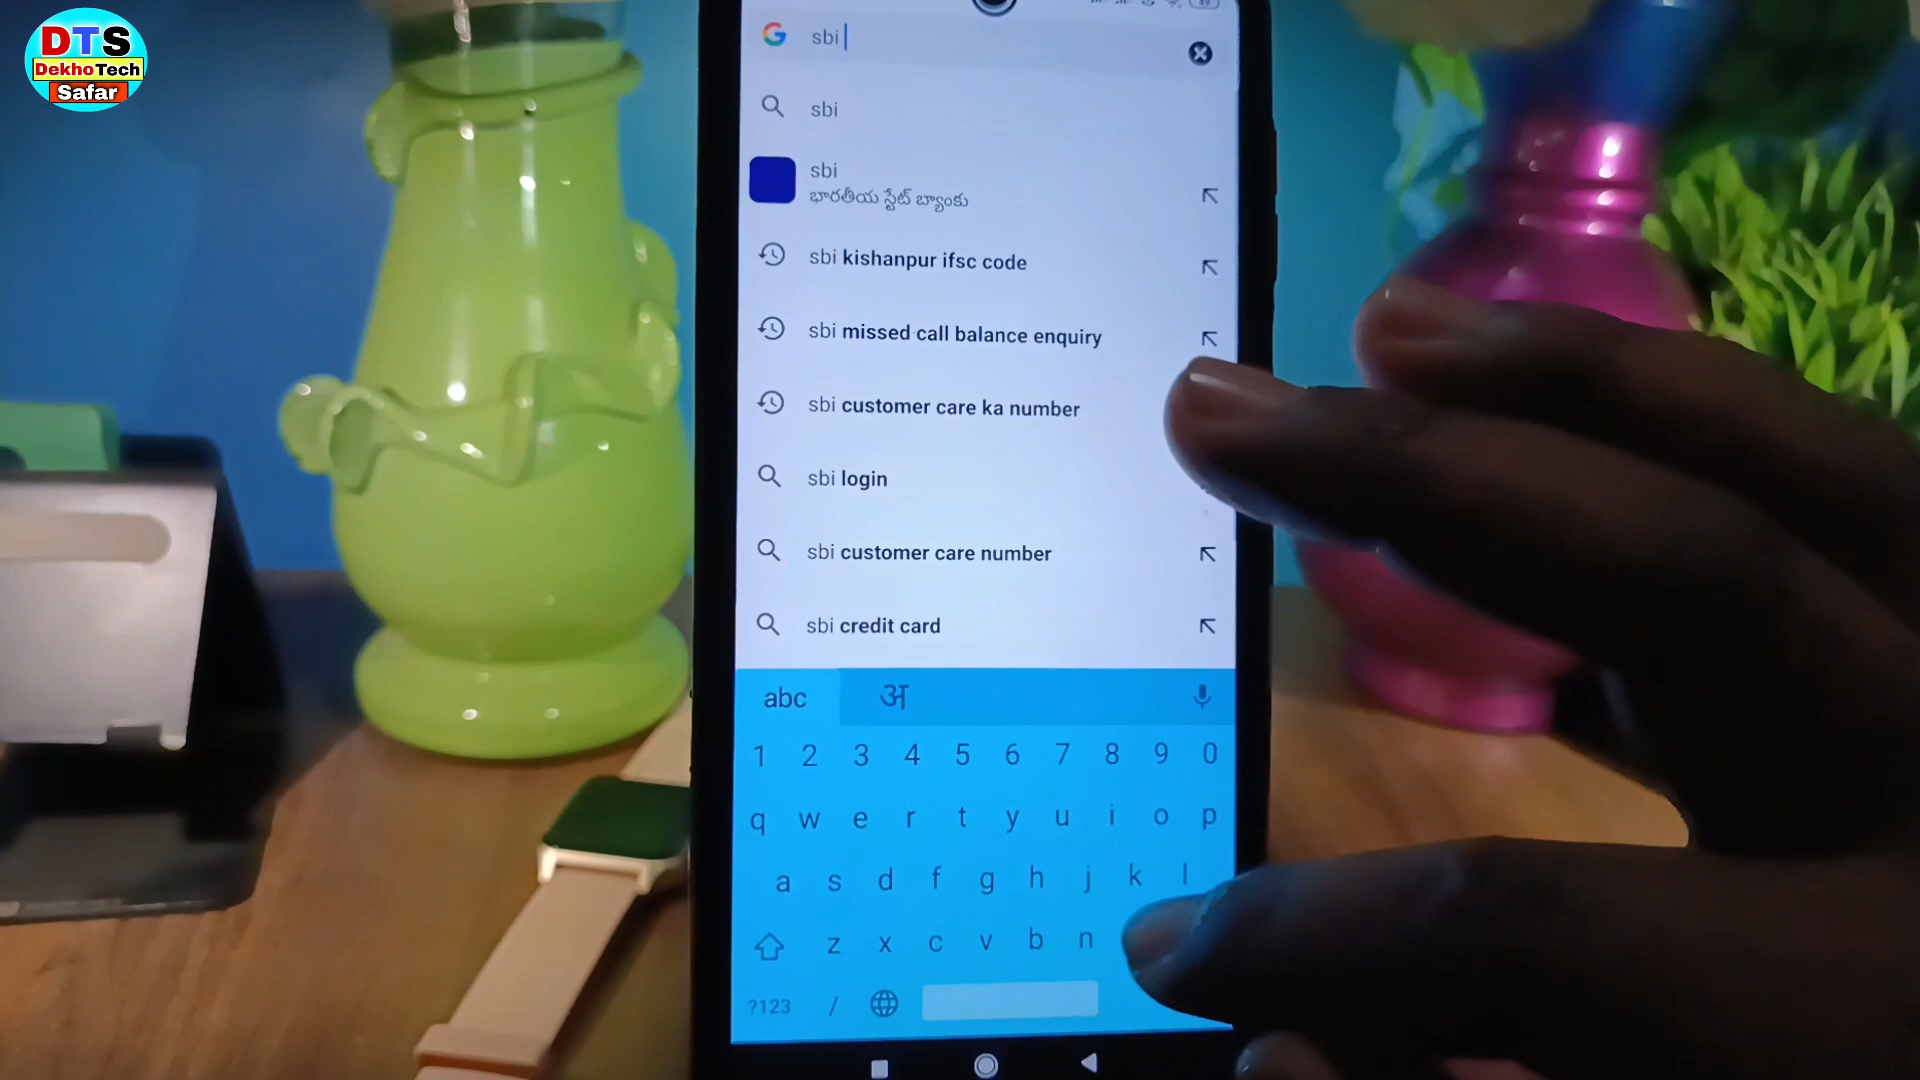 DTS
DekhoTech
Safar
sbi
sbi
sbi
భారతీయ స్టేట్ బ్యాంకు
sbi kishanpur ifsc code
sbi missed call balance enquiry
sbi customer care ka number
sbi login
sbi customer care number
sbi credit card
abc अ
1 2 3 4 5 6 7 8 9 0
q w e r t y u i o p
a s d f g h j k l
z x c v b n
?123 /